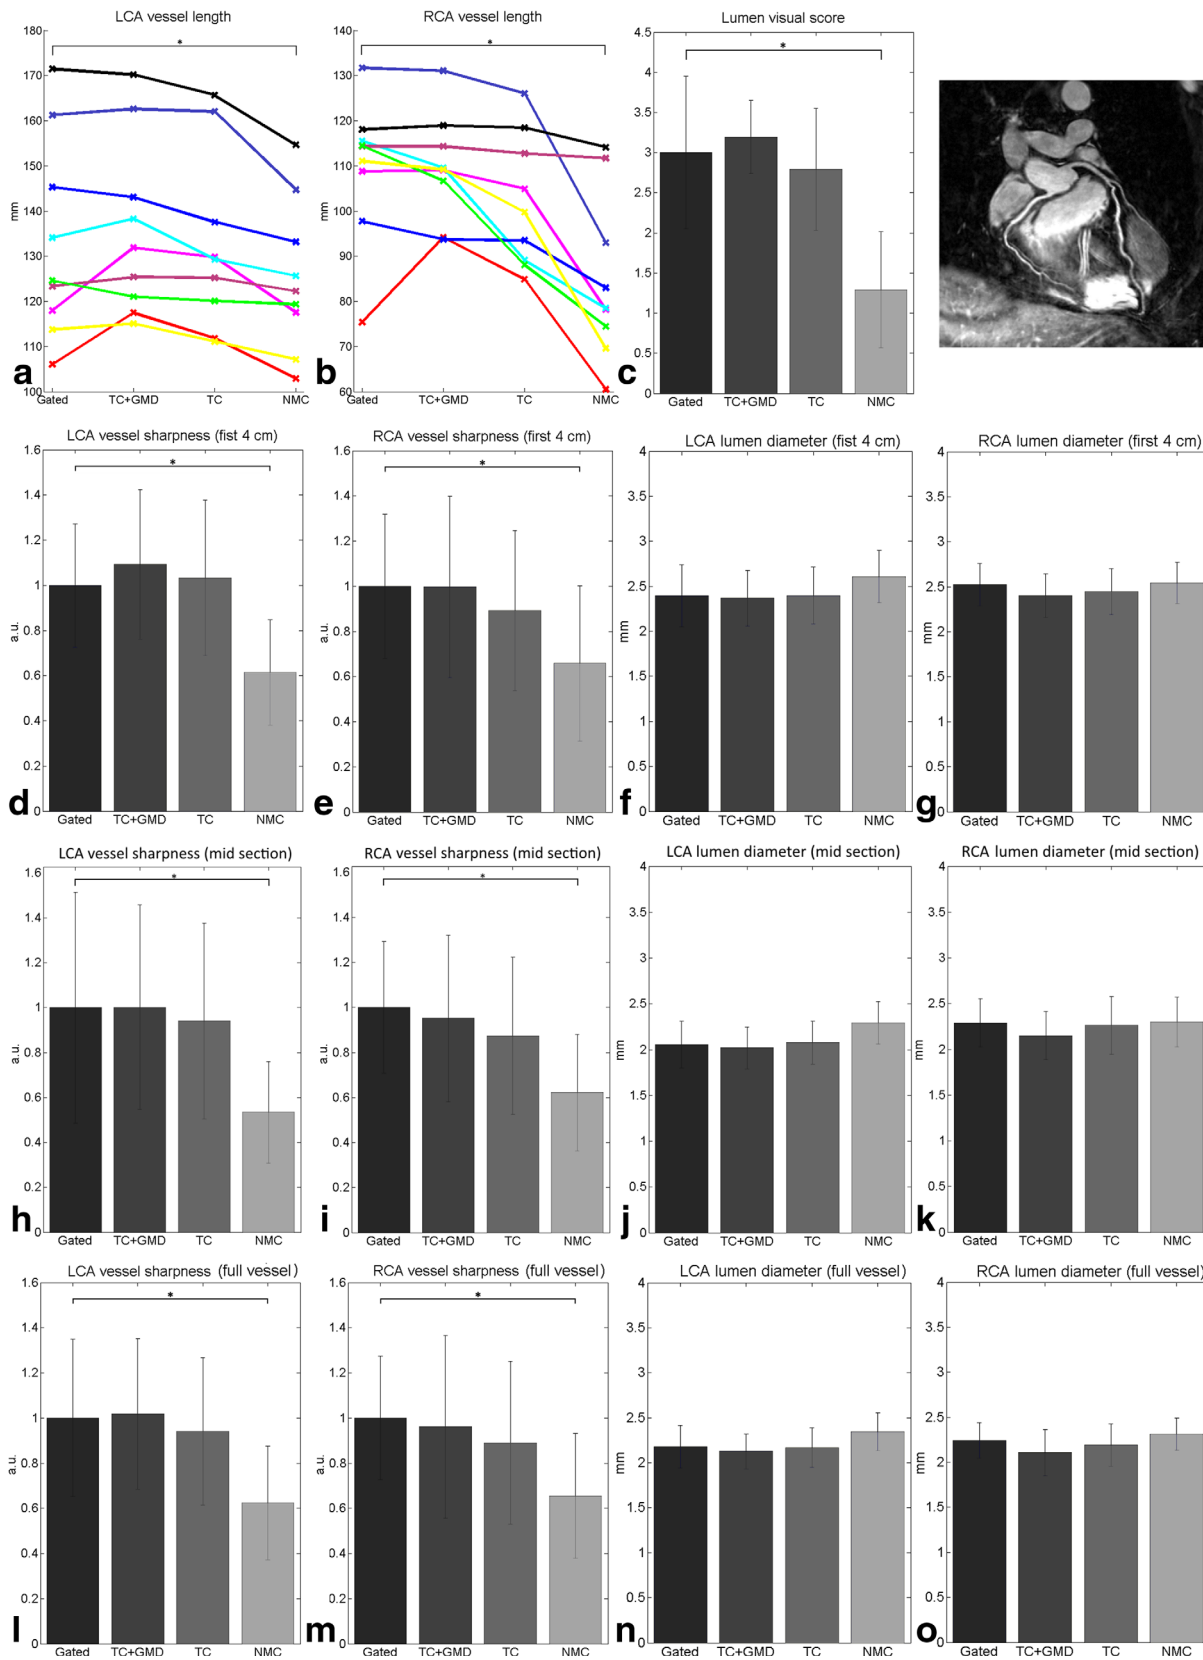 LCA vessel length
180
170
160
150
140
130
120
110
100
mm
*
a
Gated TC+GMD TC NMC
RCA vessel length
140
130
120
110
100
90
80
70
60
mm
*
b
Gated TC+GMD TC NMC
Lumen visual score
4.5
4
3.5
3
2.5
2
1.5
1
0.5
0
*
c
Gated TC+GMD TC NMC
LCA vessel sharpness (fist 4 cm)
1.6
1.4
1.2
1
0.8
0.6
0.4
0.2
0
a.u.
*
d
Gated TC+GMD TC NMC
RCA vessel sharpness (first 4 cm)
1.6
1.4
1.2
1
0.8
0.6
0.4
0.2
0
a.u.
*
e
Gated TC+GMD TC NMC
LCA lumen diameter (fist 4 cm)
4
3.5
3
2.5
2
1.5
1
0.5
0
mm
f
Gated TC+GMD TC NMC
RCA lumen diameter (first 4 cm)
4
3.5
3
2.5
2
1.5
1
0.5
0
mm
g
Gated TC+GMD TC NMC
LCA vessel sharpness (mid section)
1.6
1.4
1.2
1
0.8
0.6
0.4
0.2
0
a.u.
*
h
Gated TC+GMD TC NMC
RCA vessel sharpness (mid section)
1.6
1.4
1.2
1
0.8
0.6
0.4
0.2
0
a.u.
*
i
Gated TC+GMD TC NMC
LCA lumen diameter (mid section)
4
3.5
3
2.5
2
1.5
1
0.5
0
mm
j
Gated TC+GMD TC NMC
RCA lumen diameter (mid section)
4
3.5
3
2.5
2
1.5
1
0.5
0
mm
k
Gated TC+GMD TC NMC
LCA vessel sharpness (full vessel)
1.6
1.4
1.2
1
0.8
0.6
0.4
0.2
0
a.u.
*
l
Gated TC+GMD TC NMC
RCA vessel sharpness (full vessel)
1.6
1.4
1.2
1
0.8
0.6
0.4
0.2
0
a.u.
*
m
Gated TC+GMD TC NMC
LCA lumen diameter (full vessel)
4
3.5
3
2.5
2
1.5
1
0.5
0
mm
n
Gated TC+GMD TC NMC
RCA lumen diameter (full vessel)
4
3.5
3
2.5
2
1.5
1
0.5
0
mm
o
Gated TC+GMD TC NMC